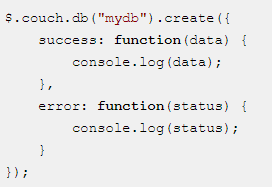 $.couch.db("mydb").create({
    success: function(data) {
        console.log(data);
    },
    error: function(status) {
        console.log(status);
    }
});